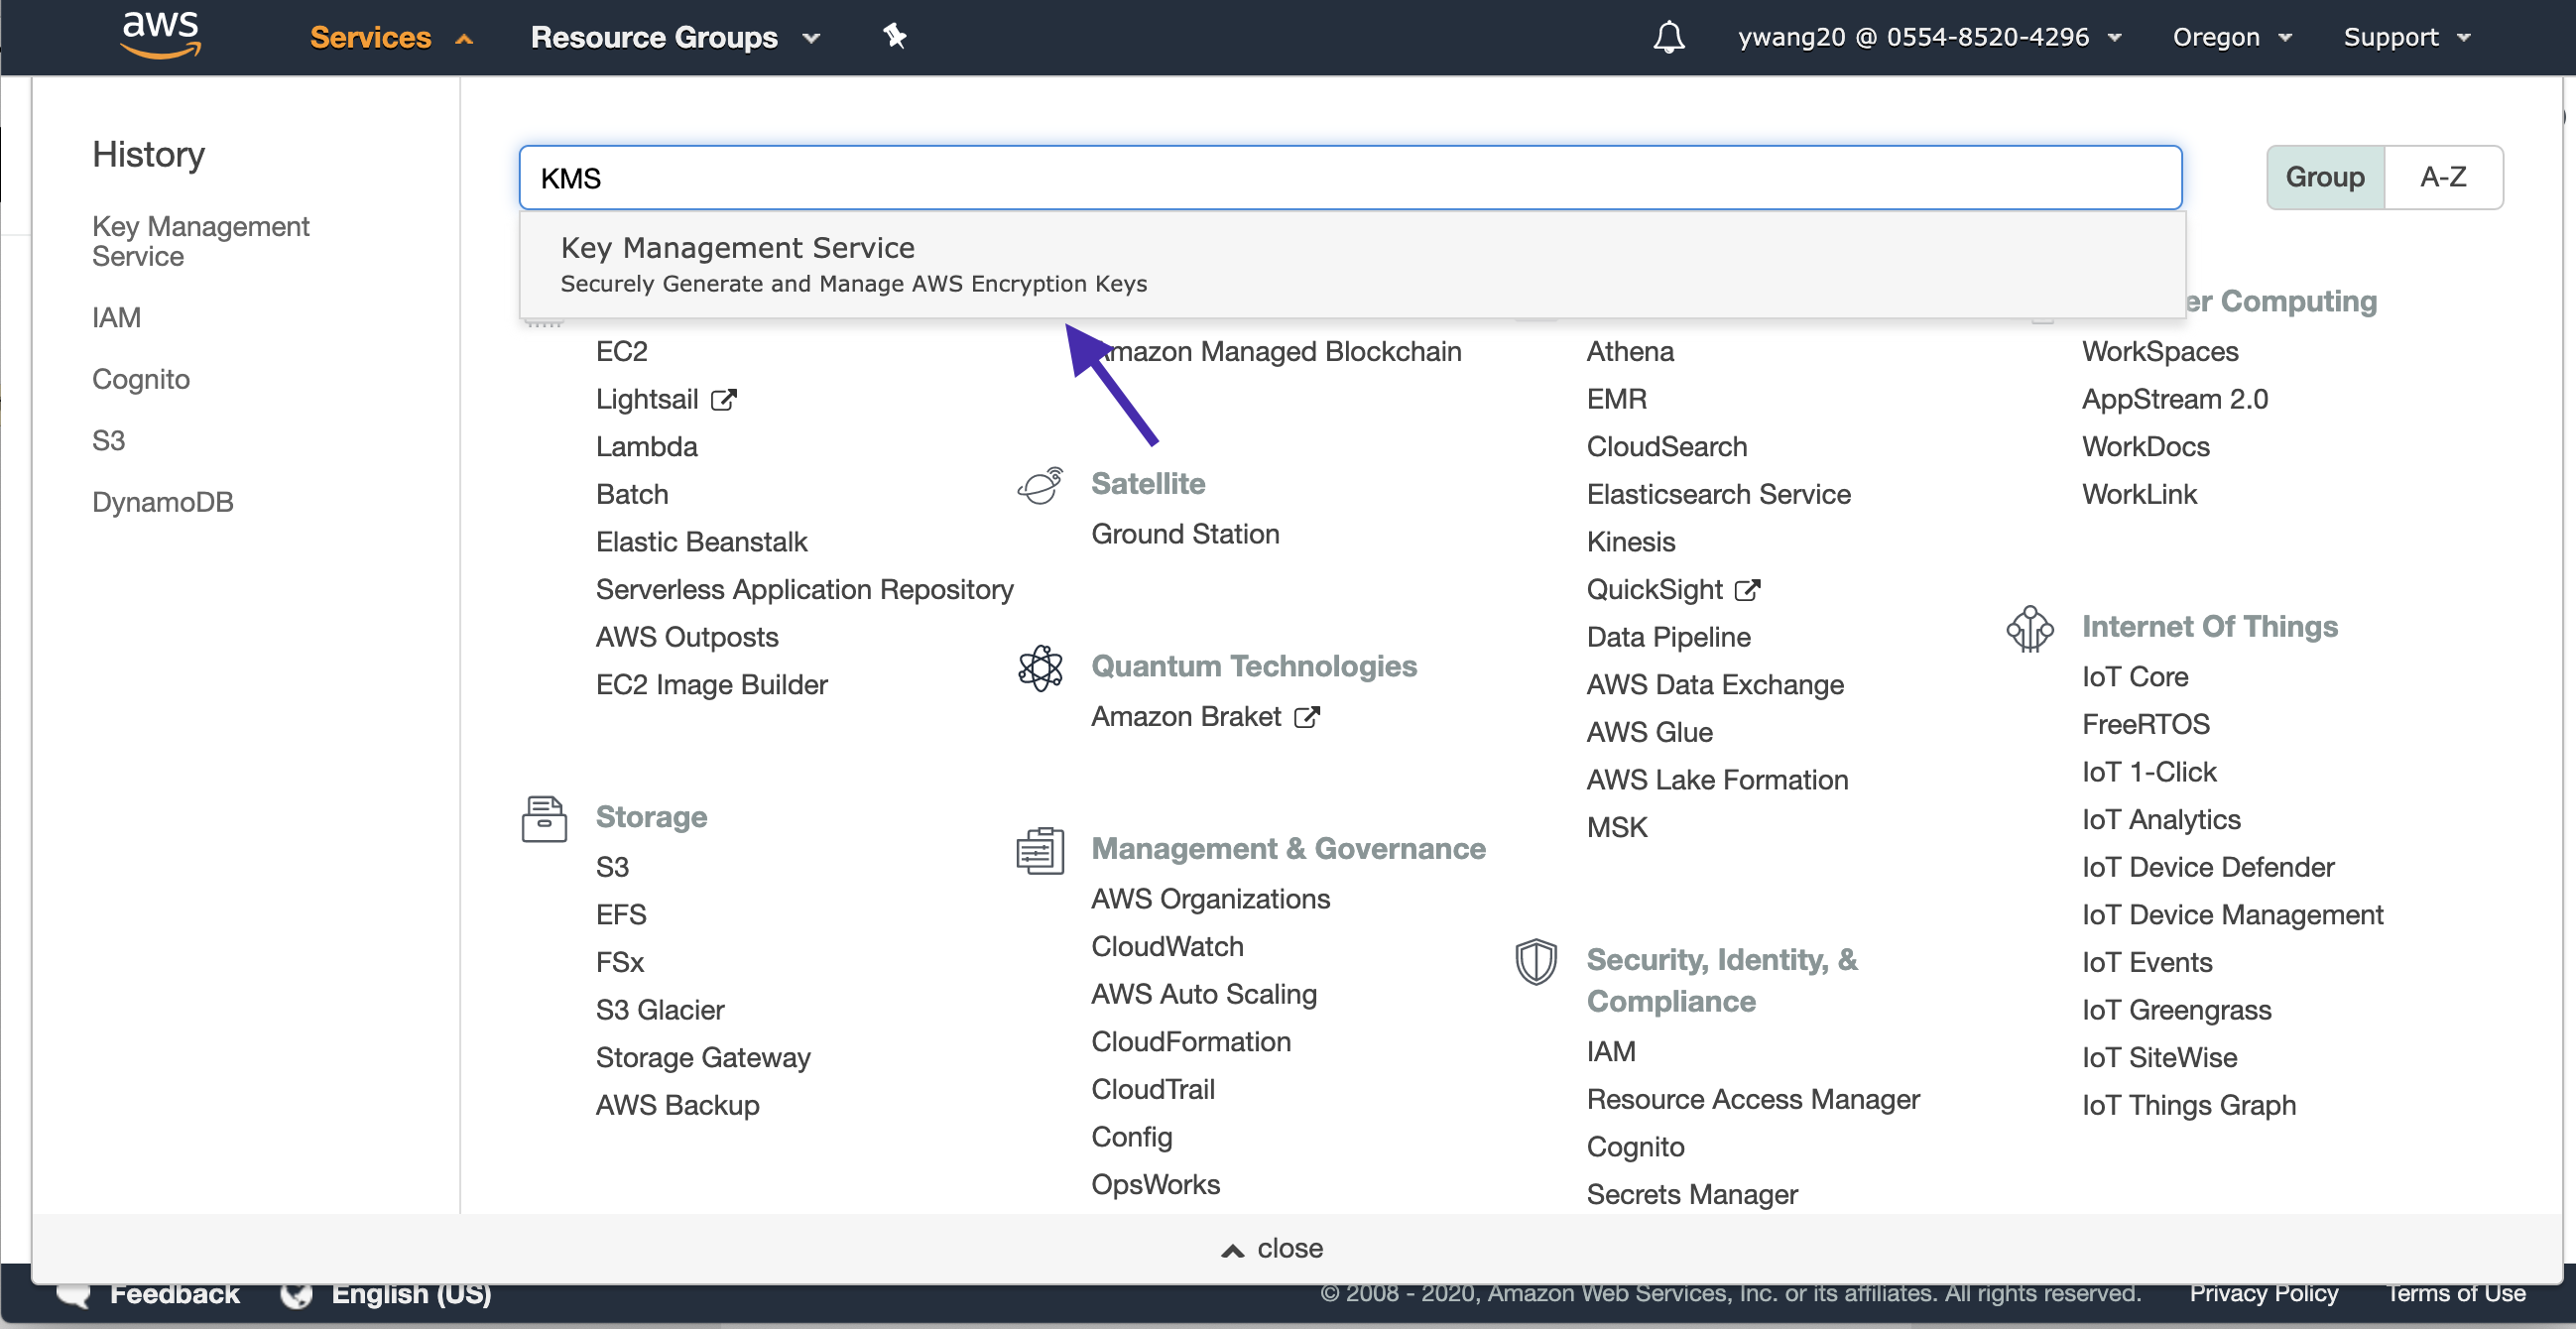 aws
Services
Resource Groups
ywang20 @ 0554-8520-4296
Oregon
Support
History
Key Management
Service
IAM
Cognito
S3
DynamoDB
KMS
Group
A-Z
Key Management Service
Securely Generate and Manage AWS Encryption Keys
EC2
Lightsail
Lambda
Batch
Elastic Beanstalk
Serverless Application Repository
AWS Outposts
EC2 Image Builder
Storage
S3
EFS
FSx
S3 Glacier
Storage Gateway
AWS Backup
Amazon Managed Blockchain
Satellite
Ground Station
Quantum Technologies
Amazon Braket
Management & Governance
AWS Organizations
CloudWatch
AWS Auto Scaling
CloudFormation
CloudTrail
Config
OpsWorks
Athena
EMR
CloudSearch
Elasticsearch Service
Kinesis
QuickSight
Data Pipeline
AWS Data Exchange
AWS Glue
AWS Lake Formation
MSK
Security, Identity, &
Compliance
IAM
Resource Access Manager
Cognito
Secrets Manager
er Computing
WorkSpaces
AppStream 2.0
WorkDocs
WorkLink
Internet Of Things
IoT Core
FreeRTOS
IoT 1-Click
IoT Analytics
IoT Device Defender
IoT Device Management
IoT Events
IoT Greengrass
IoT SiteWise
IoT Things Graph
close
Feedback
English (US)
© 2008 - 2020, Amazon Web Services, Inc. or its affiliates. All rights reserved.
Privacy Policy
Terms of Use